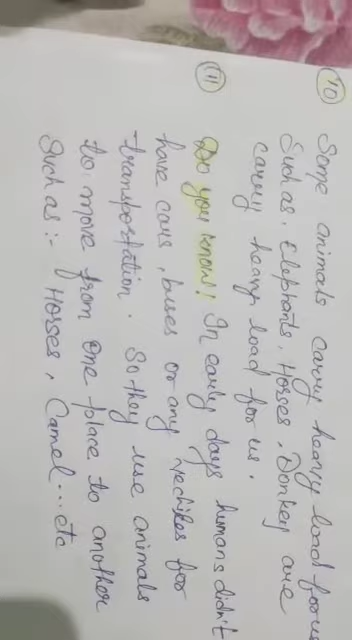 10 Some animals carry heavy load for us
Such as, Elephants, Horses, Donkey are
carry heavy load for us.
11 Do you know! In early days humans didn't
have cars, buses or any vechiles for
transportation. So they use animals
to move from one place to another
Such as :- Horses, Camel...etc